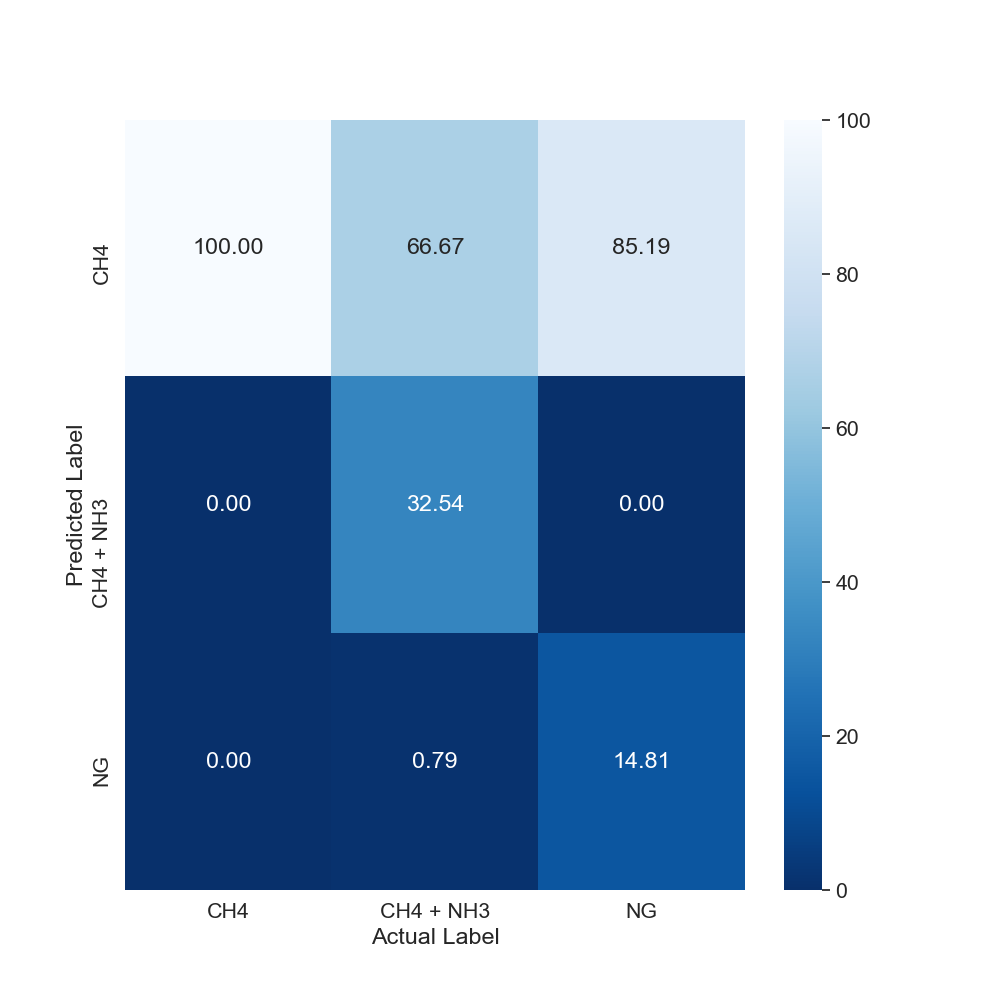 100
80
60
40
20
0
CH4
100.00
66.67
85.19
Predicted Label
CH4 + NH3
0.00
32.54
0.00
NG
0.00
0.79
14.81
CH4
CH4 + NH3
NG
Actual Label